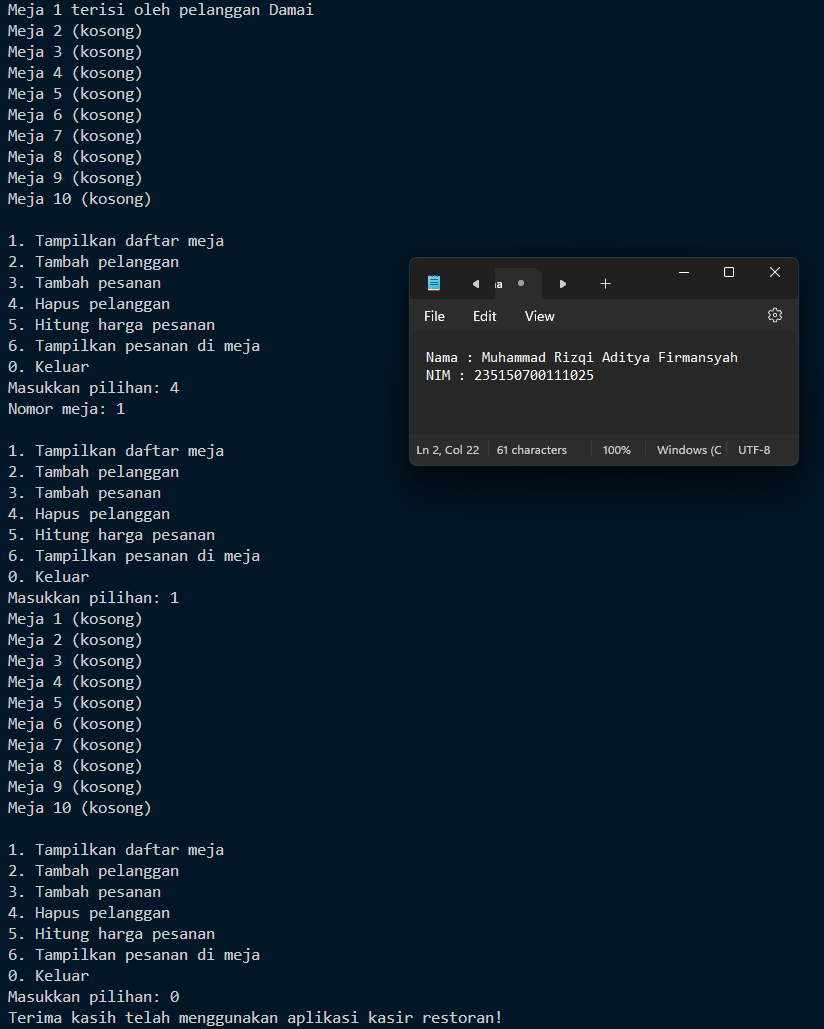 Meja 1 terisi oleh pelanggan Damai
Meja 2 (kosong)
Meja 3 (kosong)
Meja 4 (kosong)
Meja 5 (kosong)
Meja 6 (kosong)
Meja 7 (kosong)
Meja 8 (kosong)
Meja 9 (kosong)
Meja 10 (kosong)
1. Tampilkan daftar meja
2. Tambah pelanggan
3. Tambah pesanan
4. Hapus pelanggan
5. Hitung harga pesanan
6. Tampilkan pesanan di meja
0. Keluar
Masukkan pilihan: 4
Nomor meja: 1
1. Tampilkan daftar meja
2. Tambah pelanggan
3. Tambah pesanan
4. Hapus pelanggan
5. Hitung harga pesanan
6. Tampilkan pesanan di meja
0. Keluar
Masukkan pilihan: 1
Meja 1 (kosong)
Meja 2 (kosong)
Meja 3 (kosong)
Meja 4 (kosong)
Meja 5 (kosong)
Meja 6 (kosong)
Meja 7 (kosong)
Meja 8 (kosong)
Meja 9 (kosong)
Meja 10 (kosong)
1. Tampilkan daftar meja
2. Tambah pelanggan
3. Tambah pesanan
4. Hapus pelanggan
5. Hitung harga pesanan
6. Tampilkan pesanan di meja
0. Keluar
Masukkan pilihan: 0
Terima kasih telah menggunakan aplikasi kasir restoran!
File Edit View
Nama : Muhammad Rizqi Aditya Firmansyah
NIM : 235150700111025
Ln 2, Col 22 61 characters 100% Windows (C UTF-8